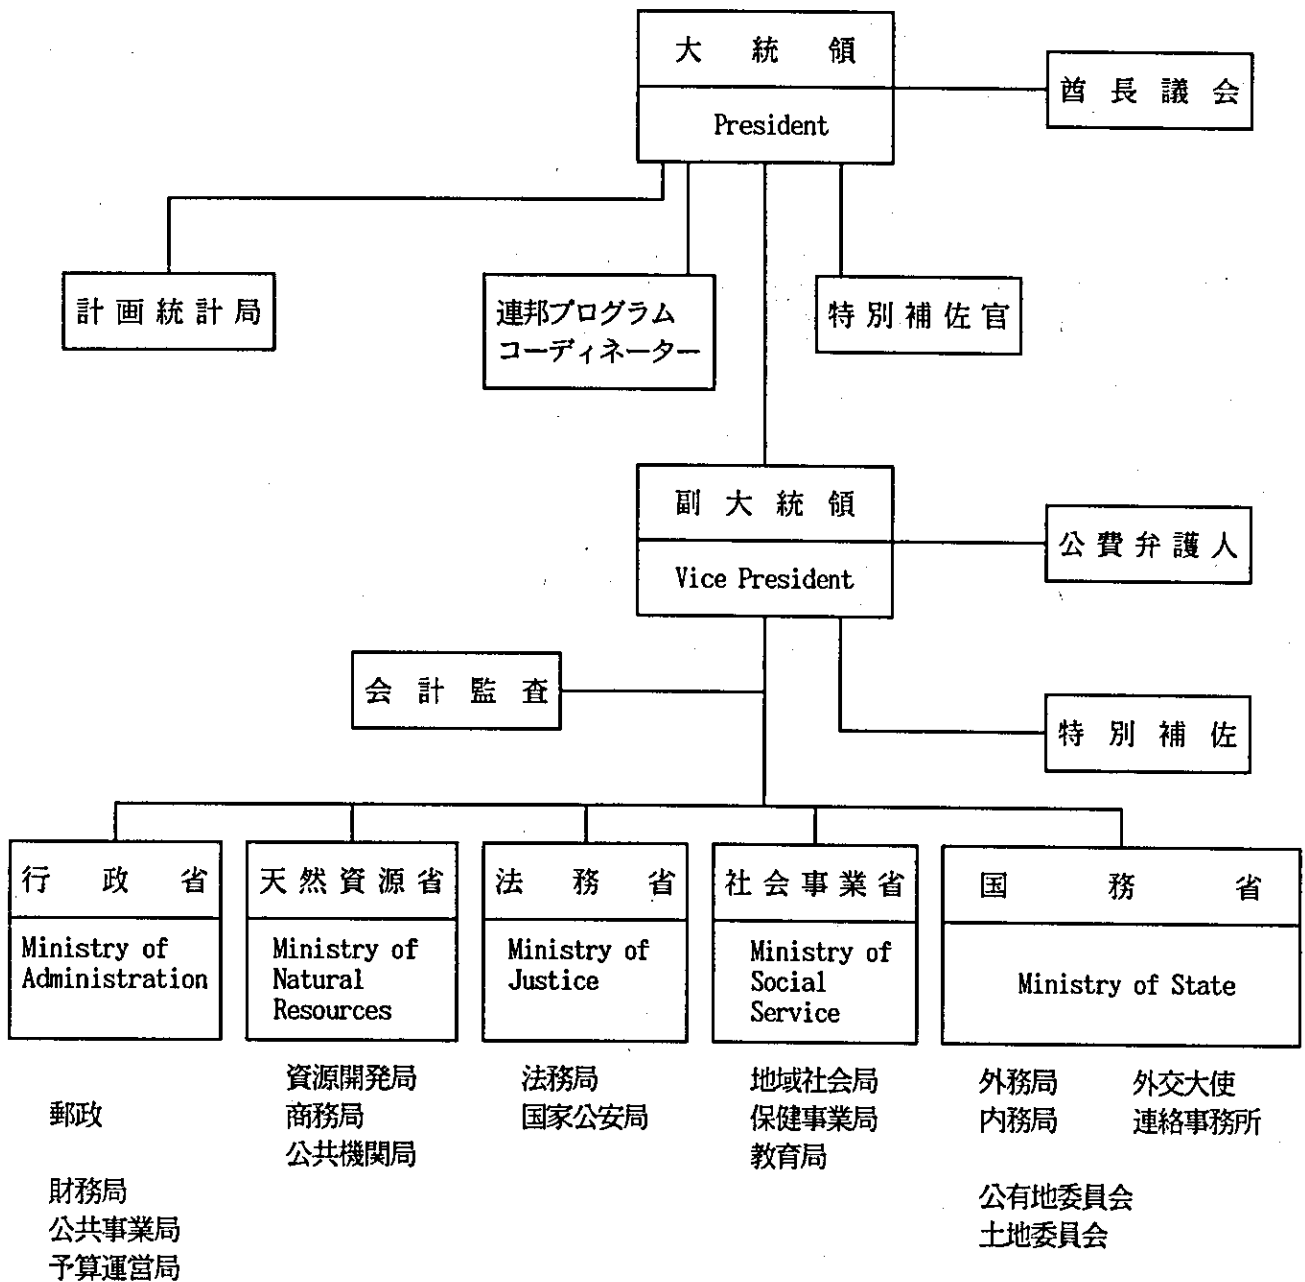 大統領
President
酋長議会
計画統計局
連邦プログラム
コーディネーター
特別補佐官
副大統領
Vice President
公費弁護人
会計監査
特別補佐
行政省
Ministry of
Administration
天然資源省
Ministry of
Natural
Resources
法務省
Ministry of
Justice
社会事業省
Ministry of
Social
Service
国務省
Ministry of State
郵政
財務局
公共事業局
予算運営局
資源開発局
商務局
公共機関局
法務局
国家公安局
地域社会局
保健事業局
教育局
外務局
内務局
外交大使
連絡事務所
公有地委員会
土地委員会